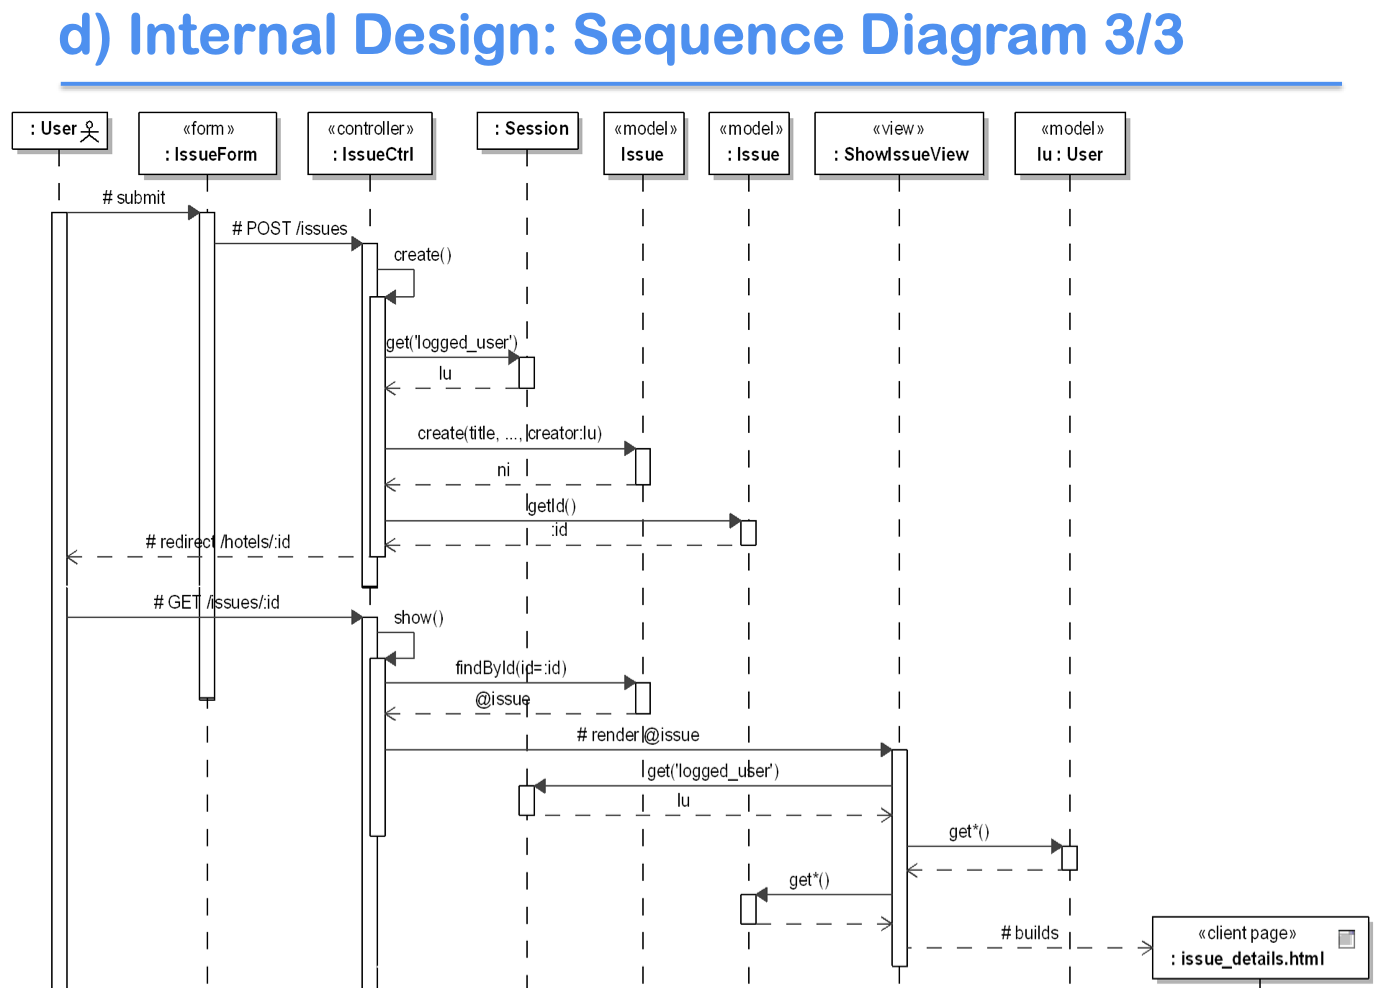 d) Internal Design: Sequence Diagram 3/3
: User
«form»
: IssueForm
«controller»
: IssueCtrl
: Session
«model»
Issue
«model»
: Issue
«view»
: ShowIssueView
«model»
lu : User
# submit
# POST /issues
create()
get('logged_user')
lu
create(title, ..., creator:lu)
ni
getId()
:id
# redirect /hotels/:id
# GET /issues/:id
show()
findById(id=:id)
@issue
# render @issue
get('logged_user')
lu
get*()
get*()
# builds
«client page»
: issue_details.html